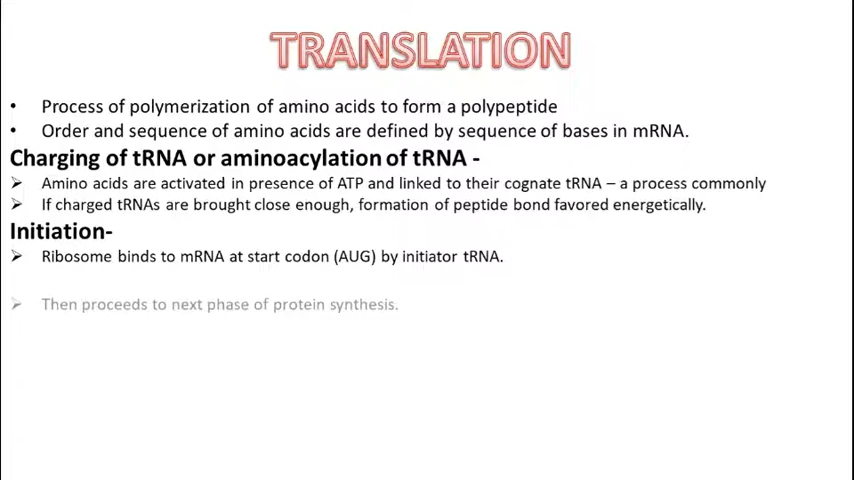 TRANSLATION
• Process of polymerization of amino acids to form a polypeptide
• Order and sequence of amino acids are defined by sequence of bases in mRNA.
Charging of tRNA or aminoacylation of tRNA -
➢ Amino acids are activated in presence of ATP and linked to their cognate tRNA – a process commonly
➢ If charged tRNAs are brought close enough, formation of peptide bond favored energetically.
Initiation-
➢ Ribosome binds to mRNA at start codon (AUG) by initiator tRNA.
➢ Then proceeds to next phase of protein synthesis.